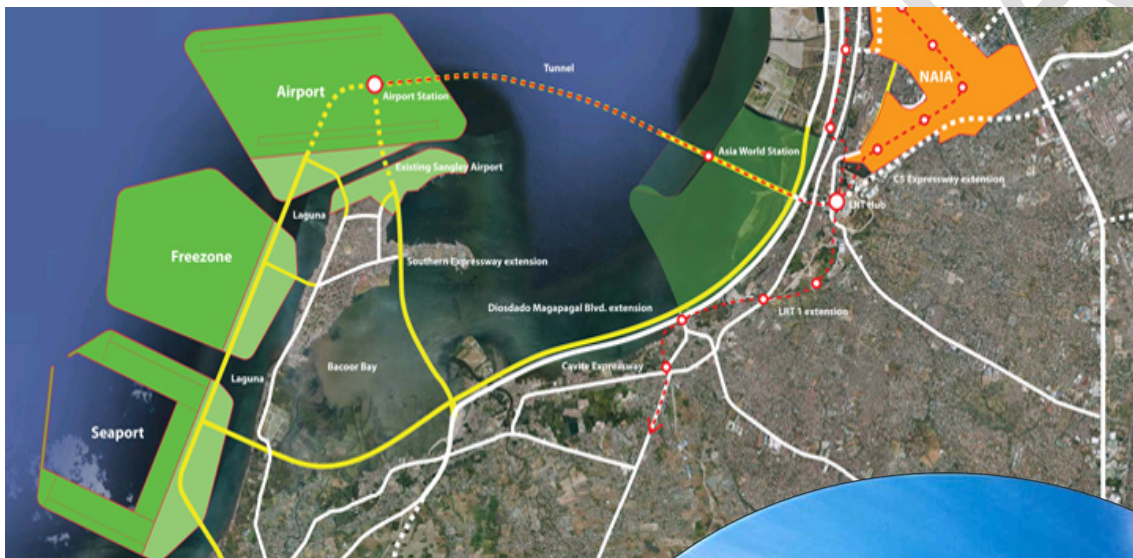 Tunnel
NAIA
Airport
Airport Station
Asia World Station
Existing Sangley Airport
C5 Expressway extension
LRT Hub
Laguna
Freezone
Southern Expressway extension
Diosdado Magapagal Blvd. extension
LRT 1 extension
Bacoor Bay
Cavite Expressway
Laguna
Seaport